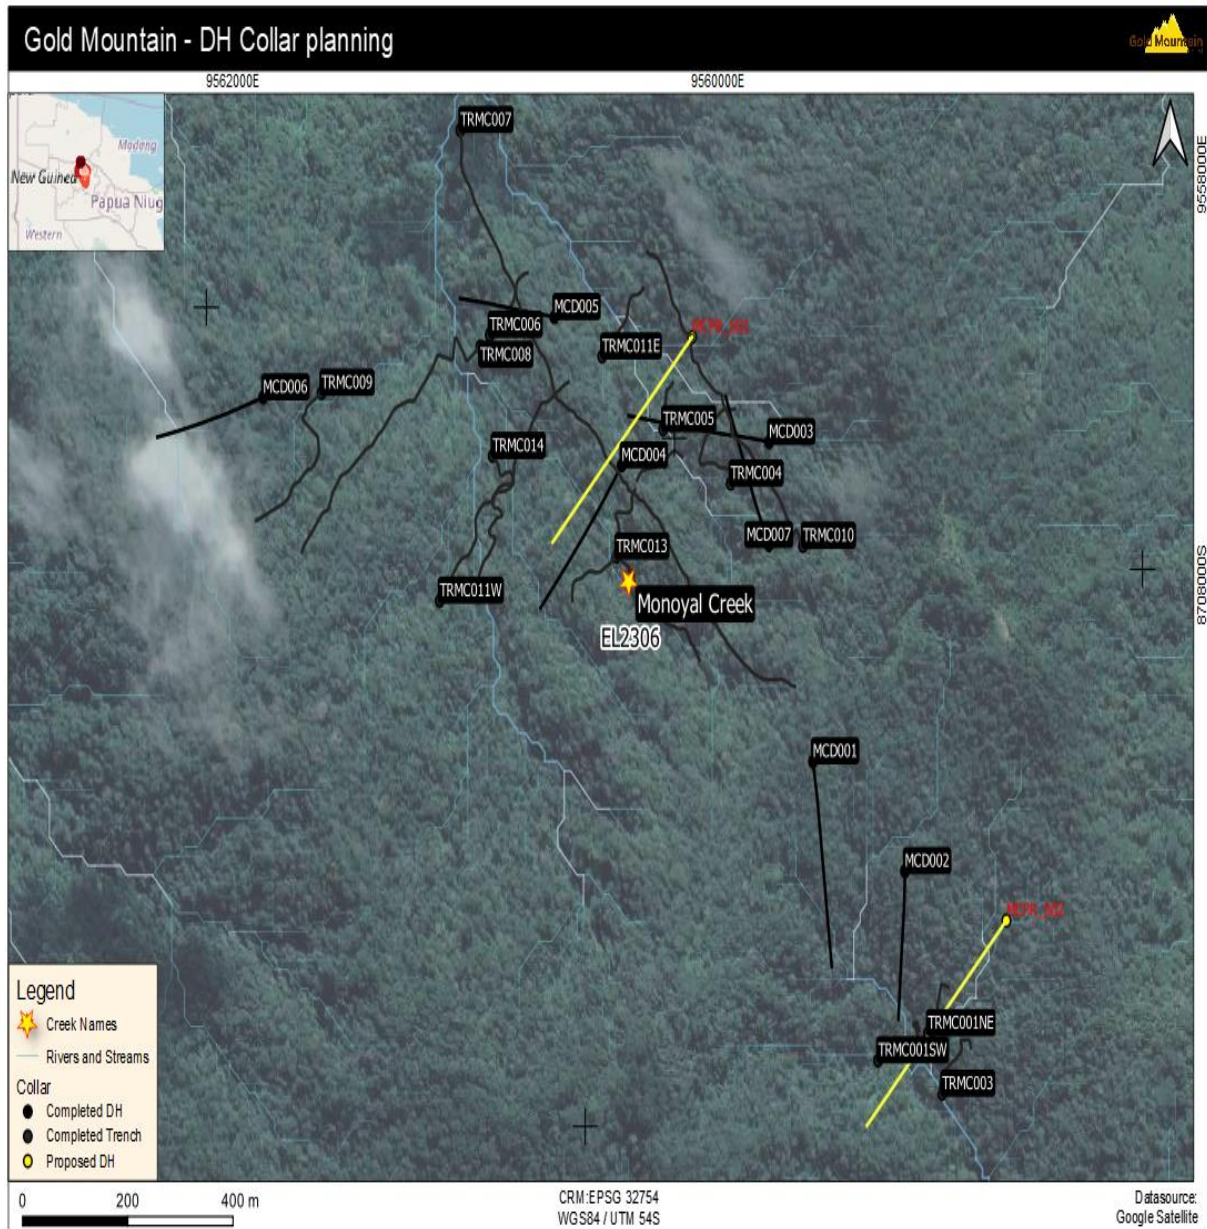 Gold Mountain - DH Collar planning
Gold Mountain
9562000E
9560000E
9558000E
8708000S
Madang
New Guinea
Papua Niug
Western
TRMC007
MCD005
TRMC006
TRMC008
TRMC011E
MCD006
TRMC009
TRMC005
MCD003
TRMC014
MCD004
TRMC004
MCD007
TRMC010
TRMC013
TRMC011W
Monoyal Creek
EL2306
MCD001
MCD002
TRMC001NE
TRMC001SW
TRMC003
Legend
Creek Names
Rivers and Streams
Collar
Completed DH
Completed Trench
Proposed DH
0 200 400 m
CRM:EPSG 32754
WGS84 / UTM 54S
Datasource:
Google Satellite